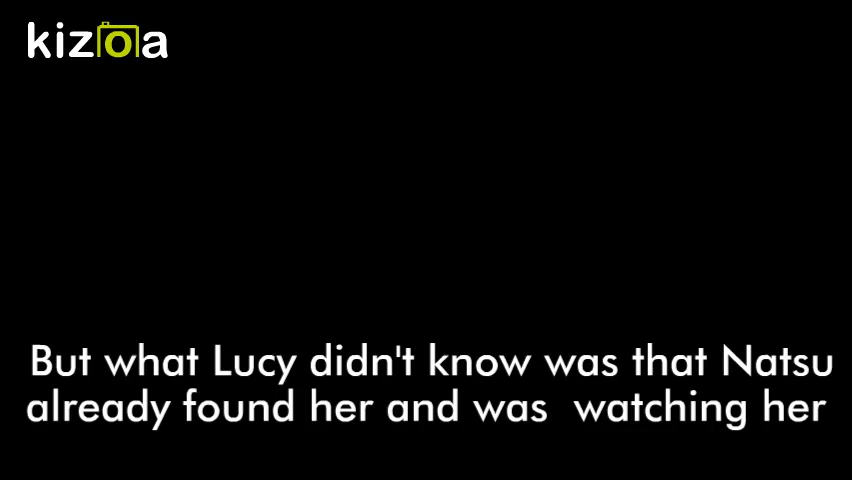 kizoa
But what Lucy didn't know was that Natsu
already found her and was  watching her